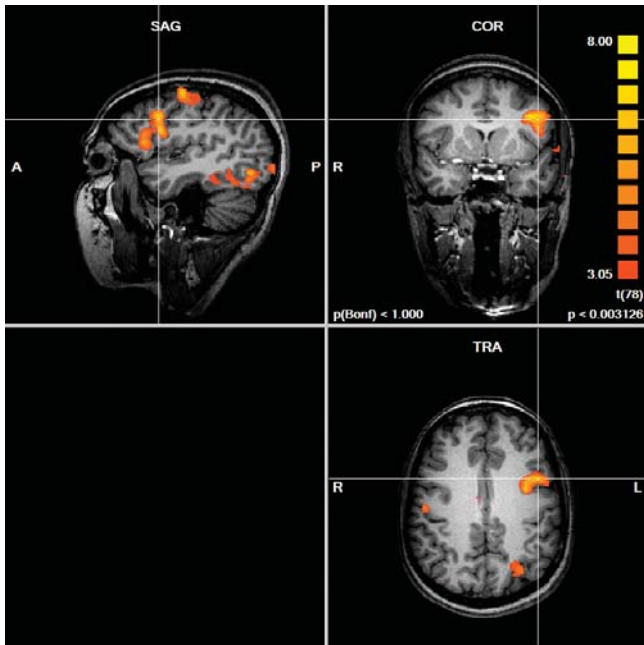 SAG
A
P
COR
8.00
R
3.05
t(78)
p(Bonf) < 1.000
p < 0.003126
TRA
R
L